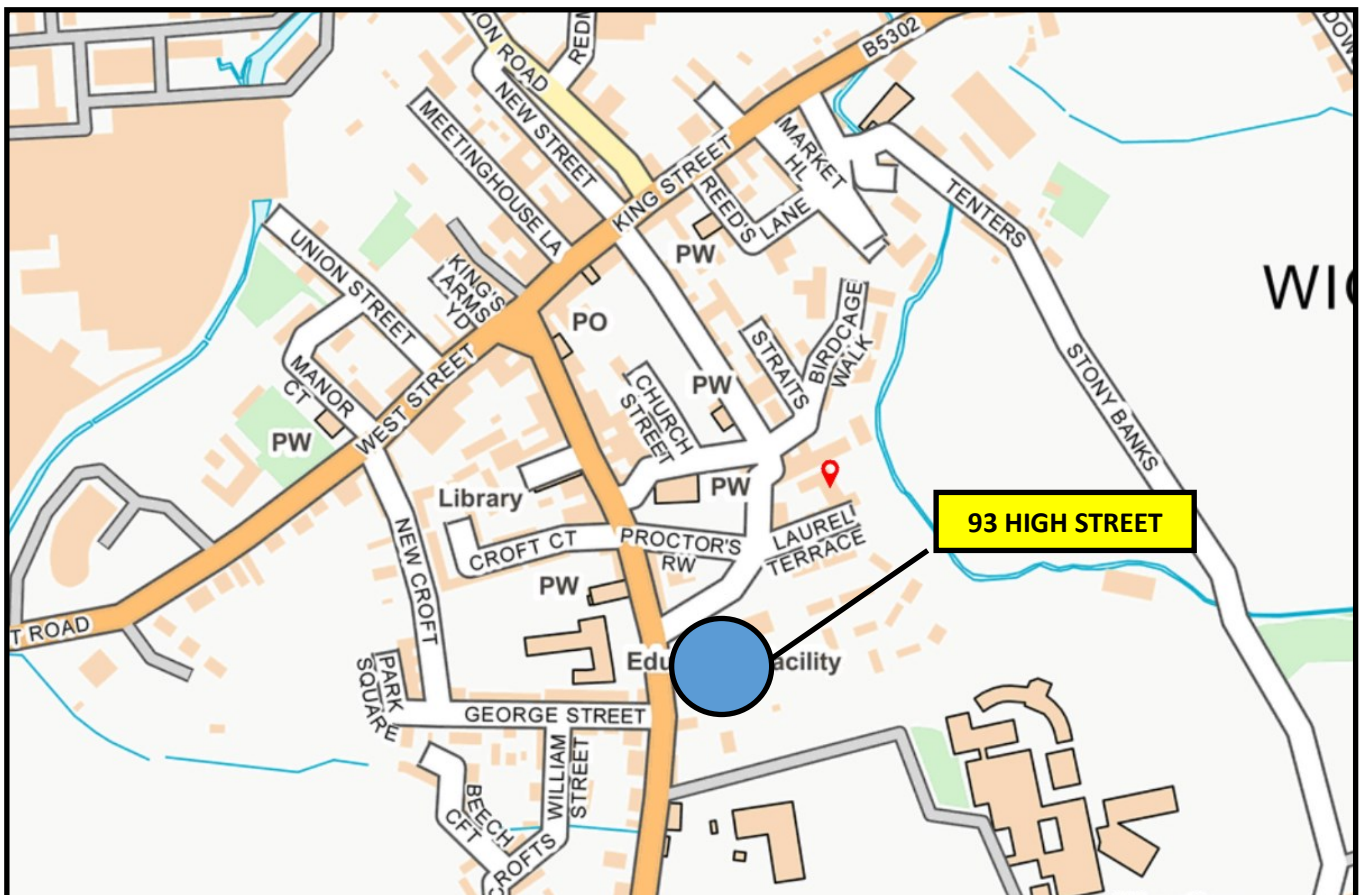 B5302
ION ROAD
REDM
DOW
NEW STREET
MEETINGHOUSE LA
KING STREET
MARKET
HL
REED'S
LANE
TENTERS
PW
WIG
UNION STREET
KING'S
ARMS
YD
PO
STRAITS
BIRDCAGE
WALK
STONY BANKS
MANOR
CT
WEST STREET
PW
CHURCH
STREET
PW
PW
Library
93 HIGH STREET
NEW CROFT
CROFT CT
PROCTOR'S
RW
LAUREL
TERRACE
PW
T ROAD
Edu
acility
PARK
SQUARE
GEORGE STREET
WILLIAM
STREET
BEECH
CFT
CROFTS